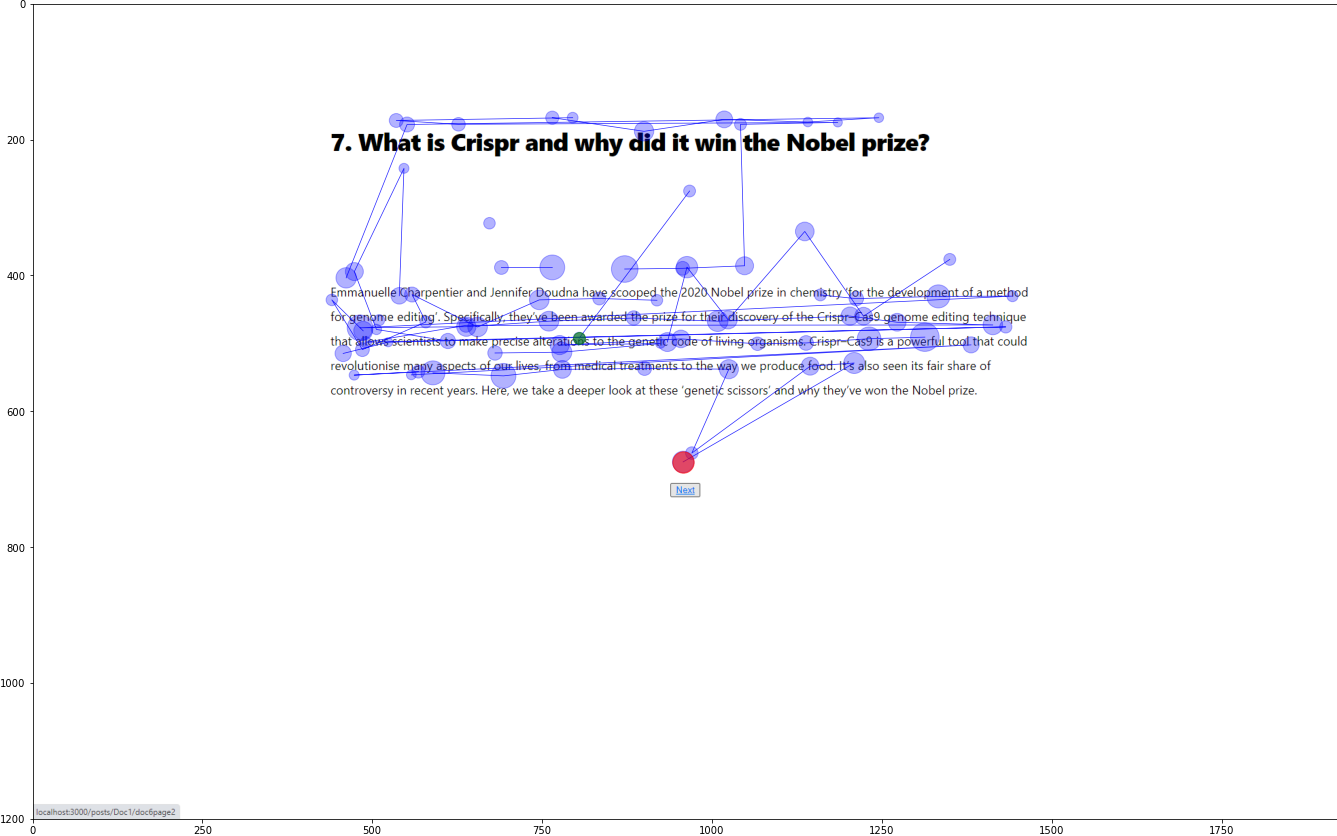 0
200
7. What is Crispr and why did it win the Nobel prize?
400
Emmanuelle Charpentier and Jennifer Doudna have scooped the 2020 Nobel prize in chemistry ‘for the development of a method
for genome editing’. Specifically, they’ve been awarded the prize for their discovery of the Crispr–Cas9 genome editing technique
that allows scientists to make precise alterations to the genetic code of living organisms. Crispr–Cas9 is a powerful tool that could
revolutionise many aspects of our lives, from medical treatments to the way we produce food. It’s also seen its fair share of
controversy in recent years. Here, we take a deeper look at these ‘genetic scissors’ and why they’ve won the Nobel prize.
600
Next
800
1000
localhost:3000/posts/Doc1/doc6page2
1200
0 250 500 750 1000 1250 1500 1750